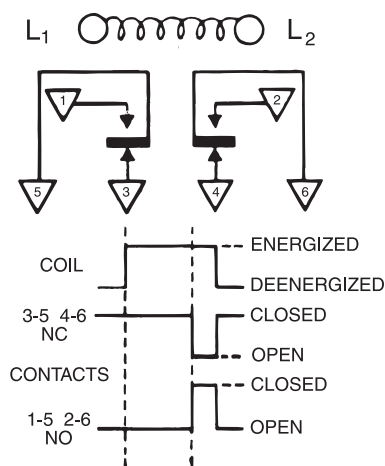 L1 L2
1 2
5 3 4 6
ENERGIZED
COIL
DEENERGIZED
3-5 4-6 CLOSED
NC
OPEN
CONTACTS CLOSED
1-5 2-6 OPEN
NO